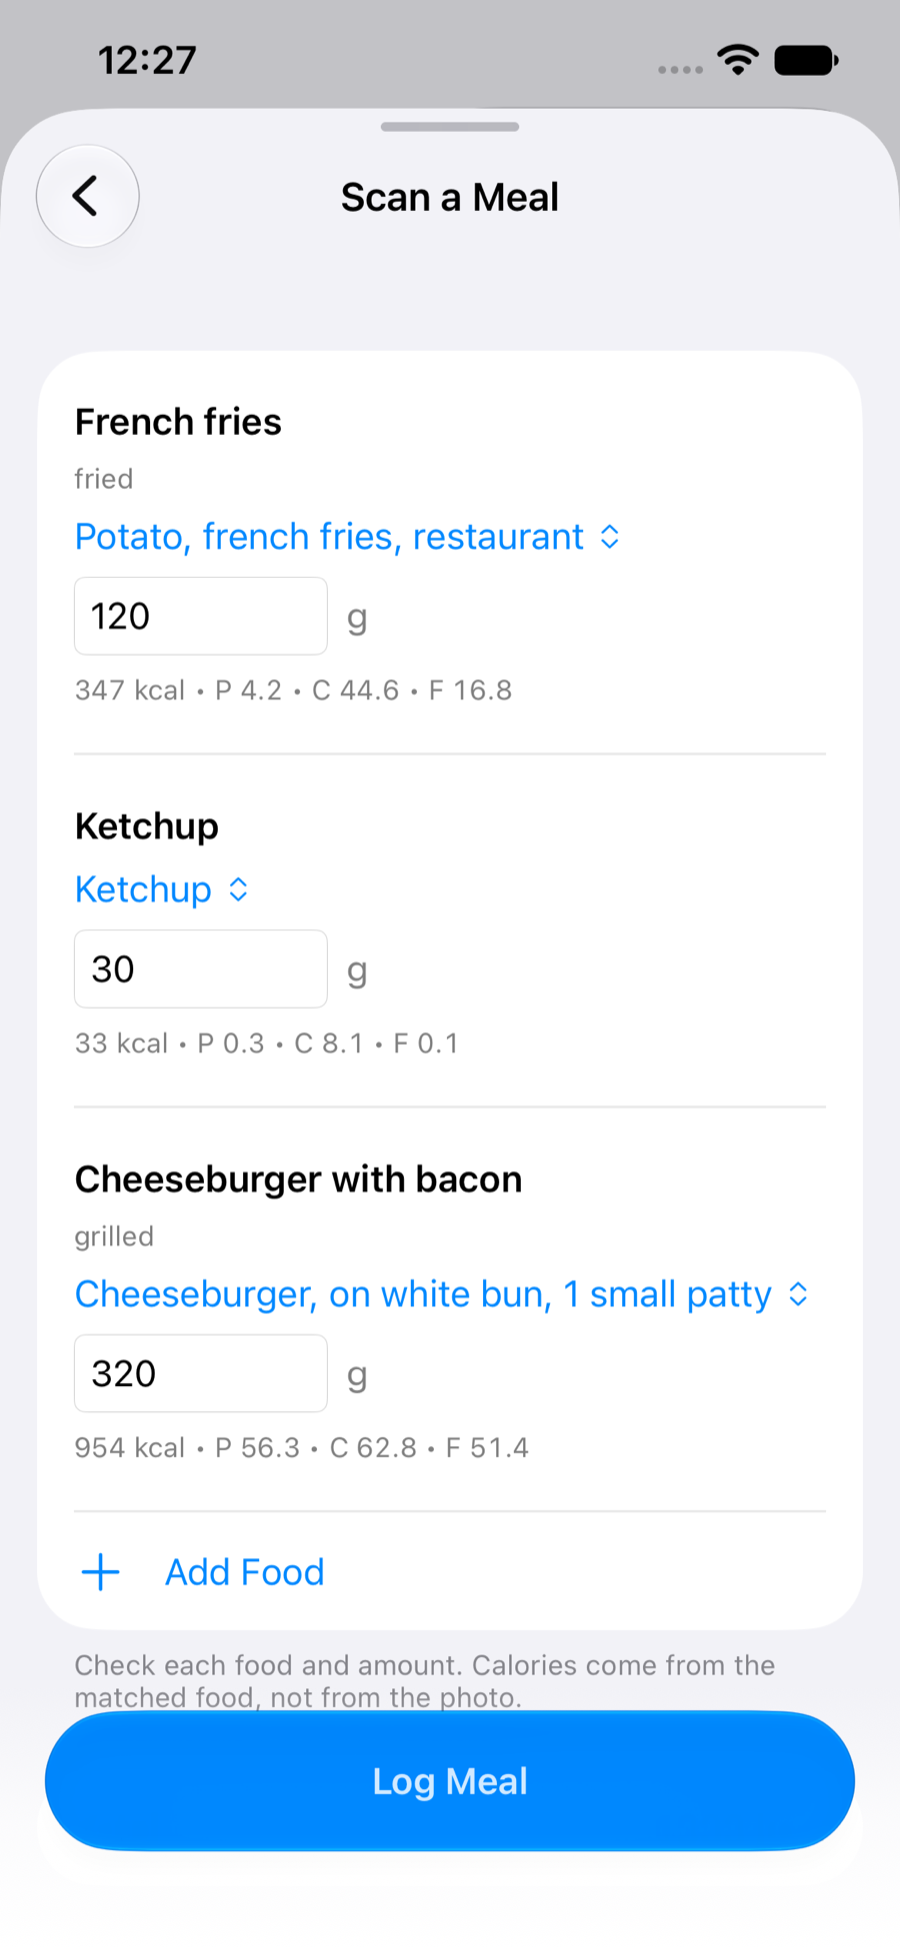 12:27
Scan a Meal
French fries
fried
Potato, french fries, restaurant
120 g
347 kcal • P 4.2 • C 44.6 • F 16.8
Ketchup
Ketchup
30 g
33 kcal • P 0.3 • C 8.1 • F 0.1
Cheeseburger with bacon
grilled
Cheeseburger, on white bun, 1 small patty
320 g
954 kcal • P 56.3 • C 62.8 • F 51.4
Add Food
Check each food and amount. Calories come from the
matched food, not from the photo.
Log Meal